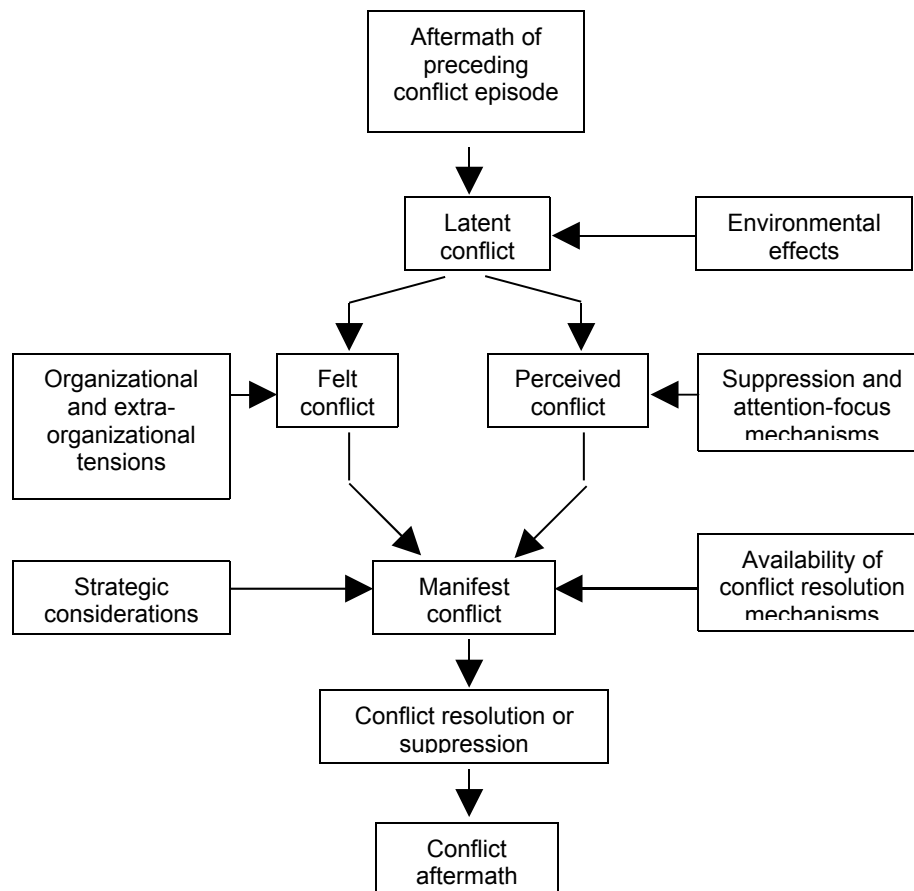 Aftermath of
preceding
conflict episode
Latent
conflict
Environmental
effects
Organizational
and extra-
organizational
tensions
Felt
conflict
Perceived
conflict
Suppression and
attention-focus
mechanisms
Strategic
considerations
Manifest
conflict
Availability of
conflict resolution
mechanisms
Conflict resolution or
suppression
Conflict
aftermath